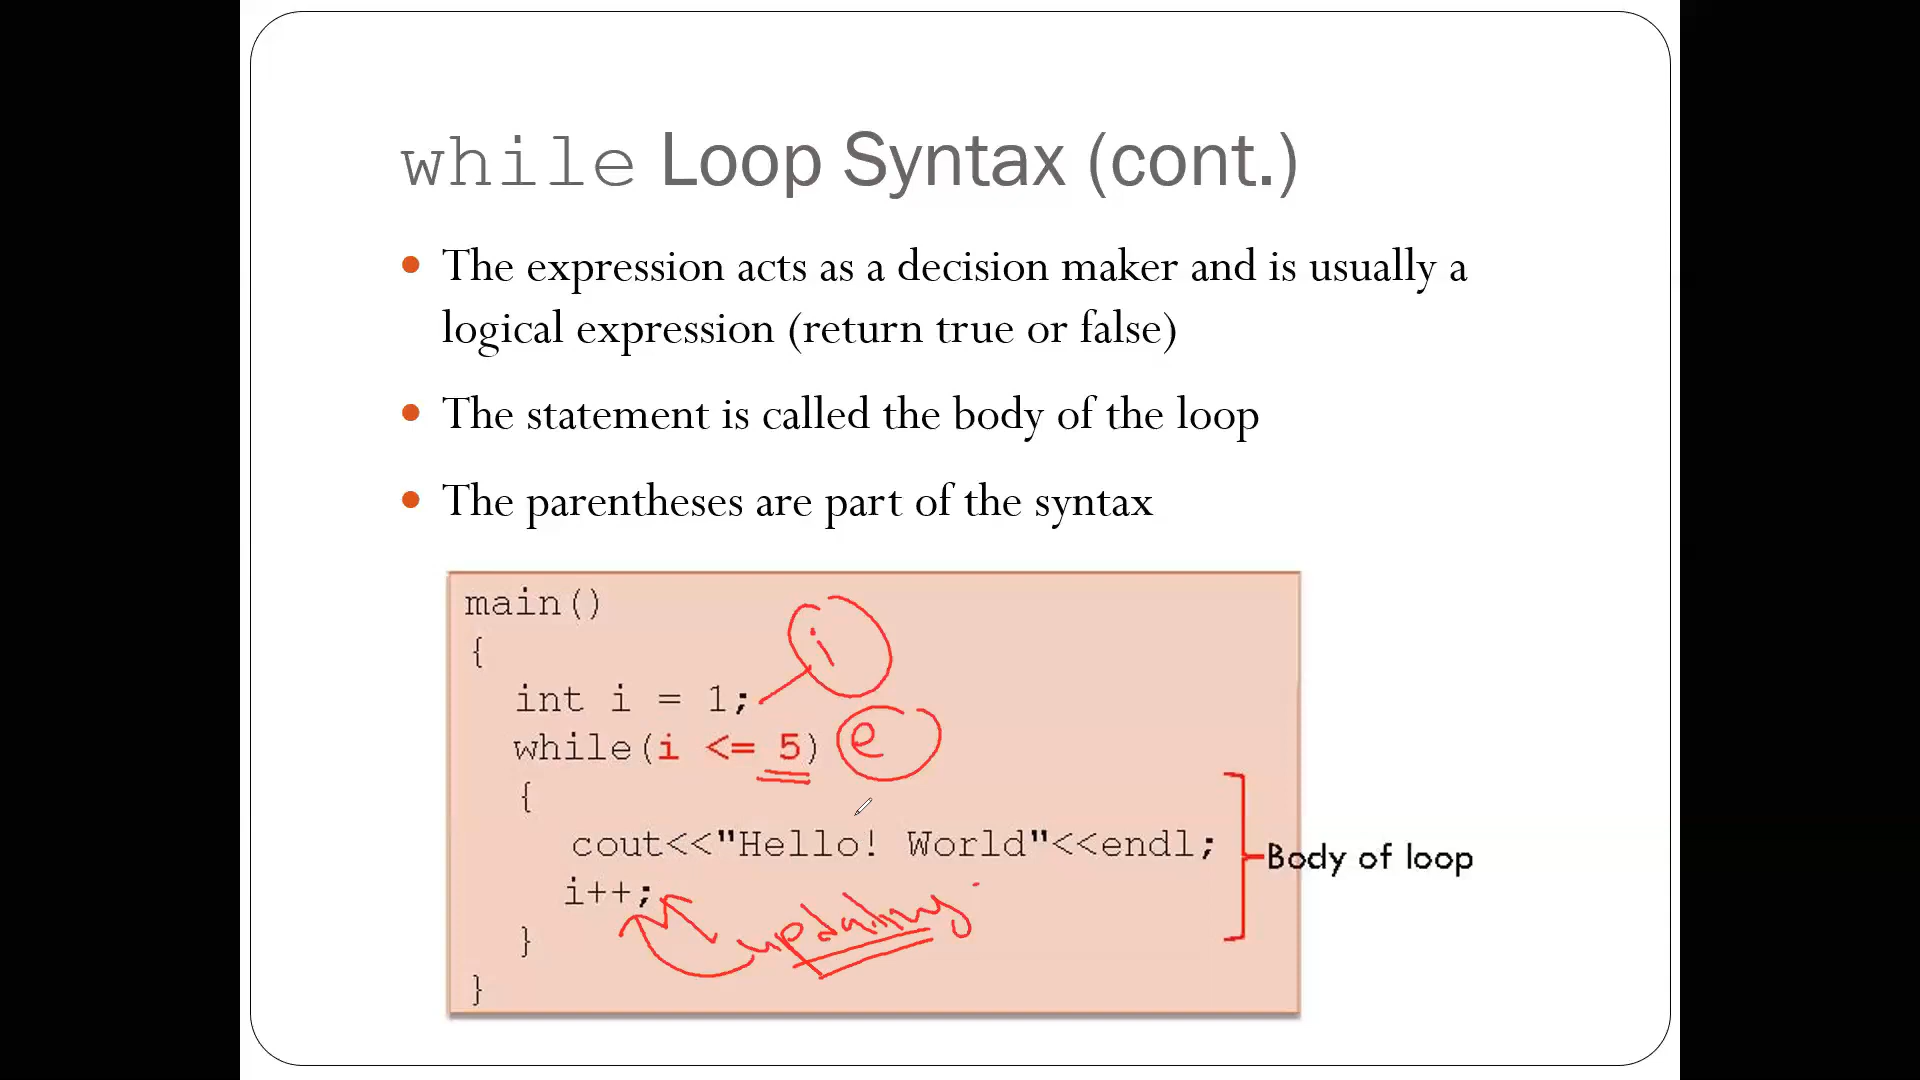 while Loop Syntax (cont.)
The expression acts as a decision maker and is usually a
logical expression (return true or false)
The statement is called the body of the loop
The parentheses are part of the syntax
main()
{
i
int i = 1;
while(i <= 5)
e
{
cout<<"Hello! World"<<endl;
Body of loop
i++;
updating
}
}